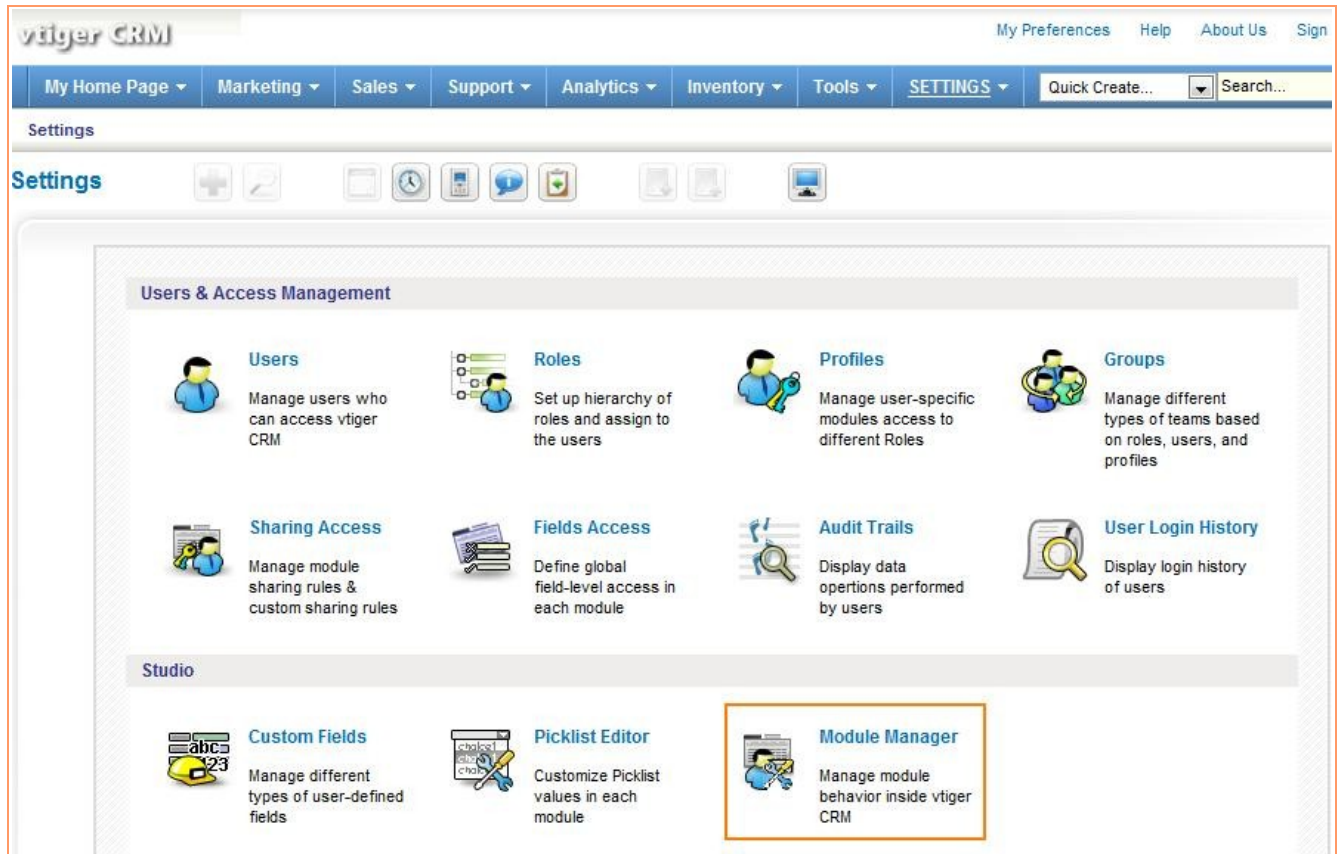 vtiger CRM
My Preferences Help About Us Sign
My Home Page Marketing Sales Support Analytics Inventory Tools SETTINGS Quick Create... Search...
Settings
Settings
Users & Access Management
Users
Manage users who
can access vtiger
CRM
Roles
Set up hierarchy of
roles and assign to
the users
Profiles
Manage user-specific
modules access to
different Roles
Groups
Manage different
types of teams based
on roles, users, and
profiles
Sharing Access
Manage module
sharing rules &
custom sharing rules
Fields Access
Define global
field-level access in
each module
Audit Trails
Display data
opertions performed
by users
User Login History
Display login history
of users
Studio
Custom Fields
Manage different
types of user-defined
fields
Picklist Editor
Customize Picklist
values in each
module
Module Manager
Manage module
behavior inside vtiger
CRM